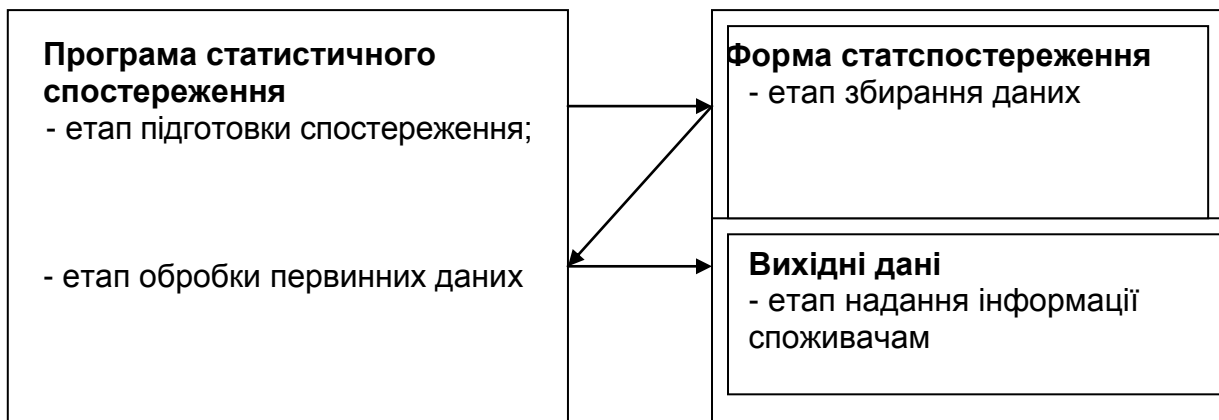 Програма статистичного
спостереження
- етап підготовки спостереження;
- етап обробки первинних даних
Форма статспостереження
- етап збирання даних
Вихідні дані
- етап надання інформації
споживачам